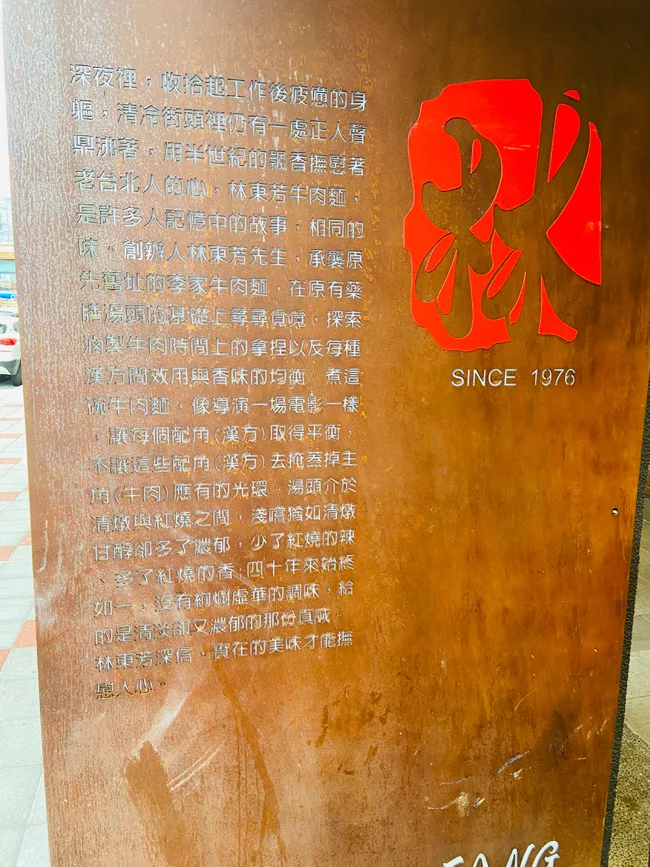 深夜裡，收拾起工作後疲憊的身
軀，清冷街頭裡仍有一處正人聲
鼎沸著，用半世紀的飄香撫慰著
老台北人的心，林東芳牛肉麵，
是許多人記憶中的故事，相同的
味。創辦人林東芳先生，承襲原
先舊址的李家牛肉麵，在原有藥
膳湯頭的基礎上尋尋覓覓，探索
滷製牛肉時間上的拿捏以及每種
漢方間效用與香味的均衡，煮這
碗牛肉麵，像導演一場電影一樣
，讓每個配角(漢方)取得平衡，
不讓這些配角(漢方)去掩蓋掉主
角(牛肉)應有的光環，湯頭介於
清燉與紅燒之間，淺嚐猶如清燉
甘醇卻多了濃郁，少了紅燒的辣
、多了紅燒的香，四十年來始終
如一，沒有絢爛虛華的調味，給
的是清淡卻又濃郁的那份真誠。
林東芳深信，實在的美味才能撫
慰人心。
林
SINCE 1976
FANG